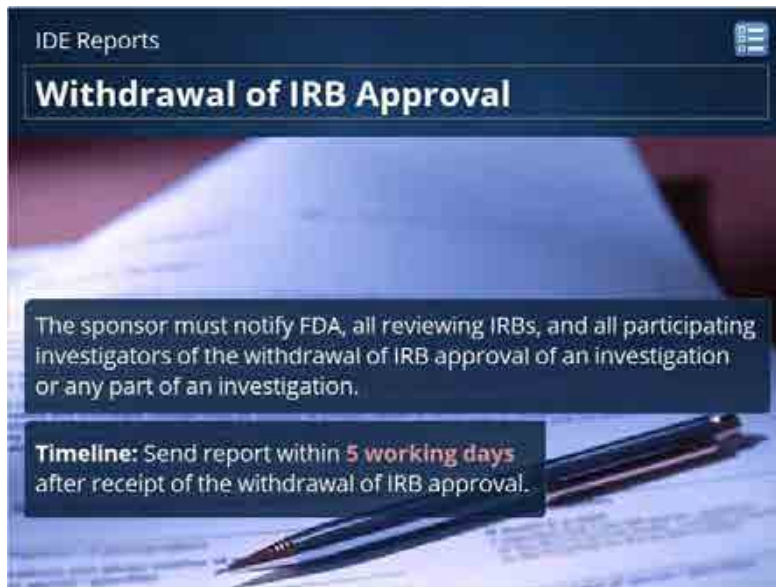 IDE Reports
Withdrawal of IRB Approval
The sponsor must notify FDA, all reviewing IRBs, and all participating
investigators of the withdrawal of IRB approval of an investigation
or any part of an investigation.
Timeline: Send report within 5 working days
after receipt of the withdrawal of IRB approval.